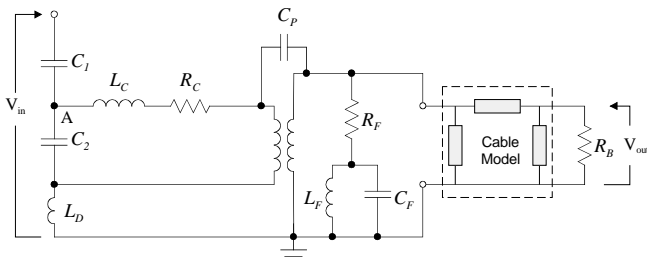 C_P
C_1
L_C
R_C
V_in
A
R_F
Cable
Model
R_B
V_out
C_2
L_F
C_F
L_D